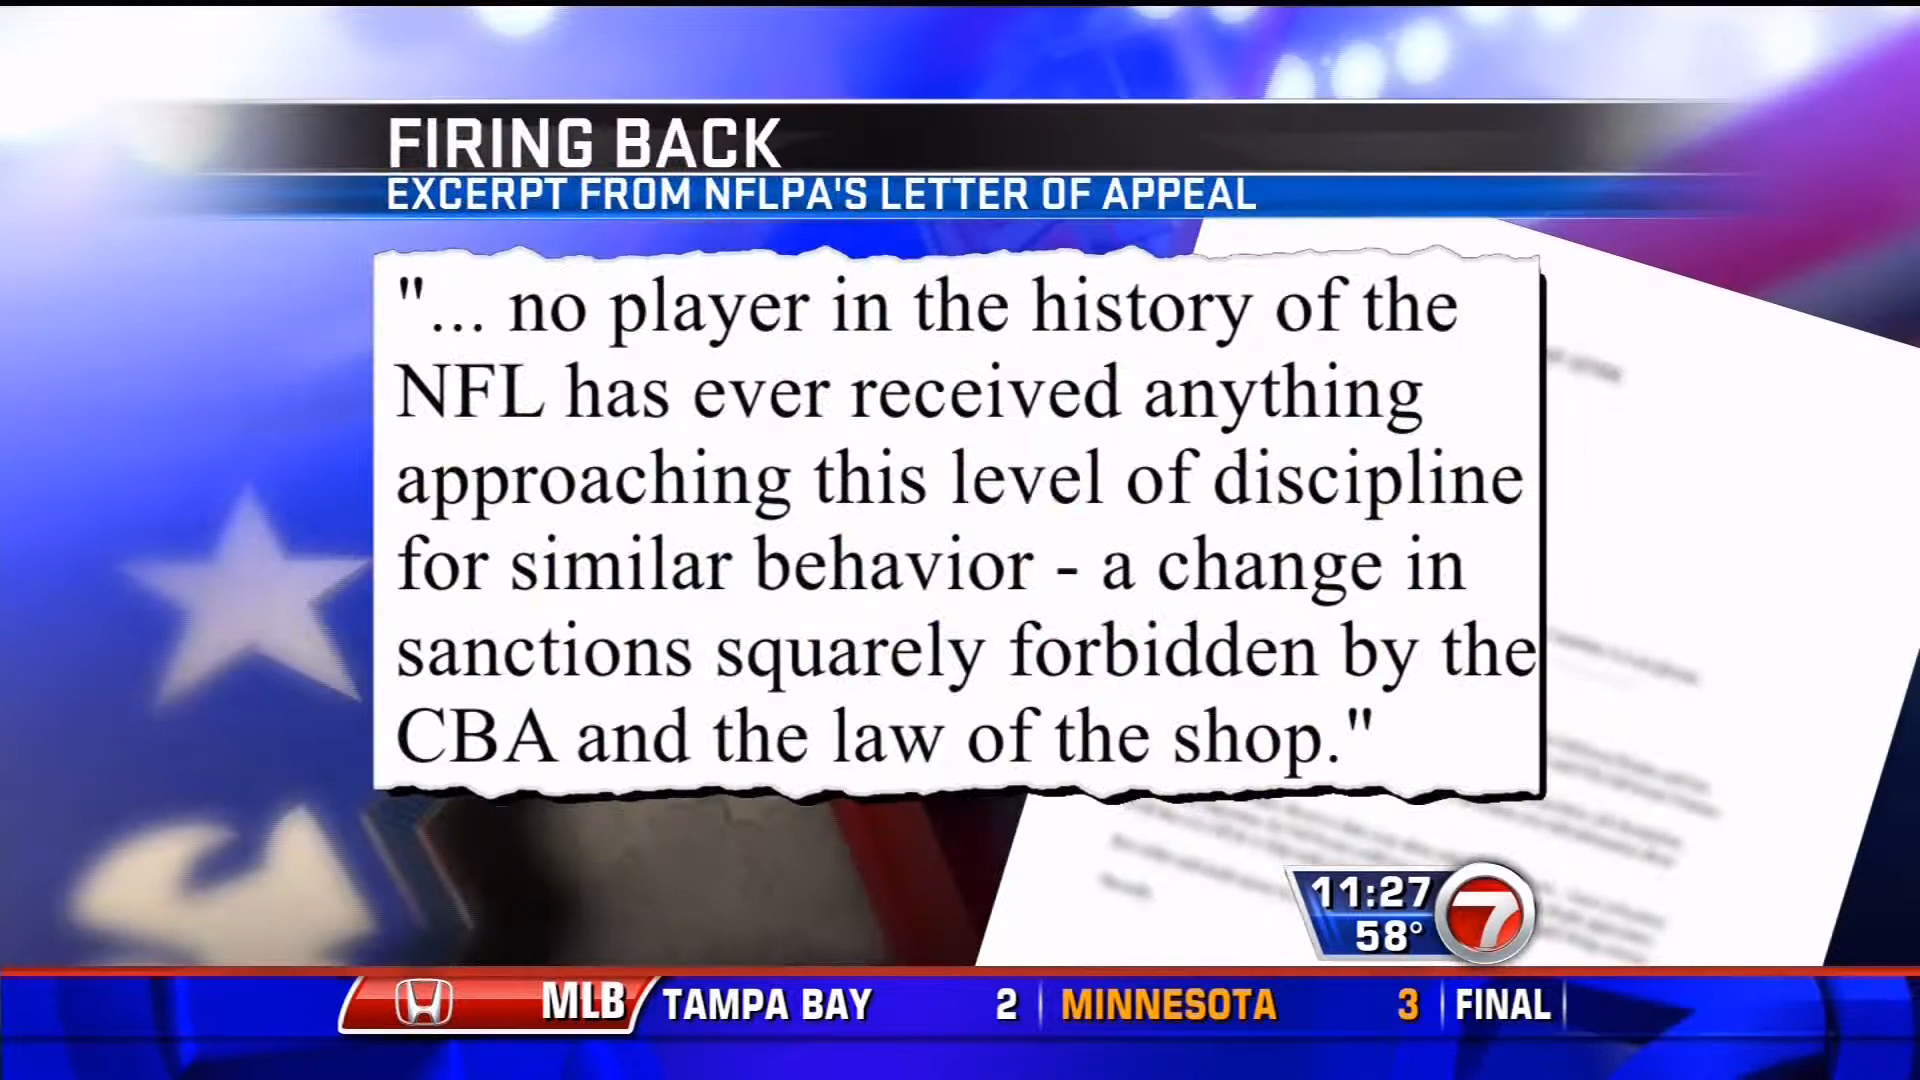 FIRING BACK
EXCERPT FROM NFLPA'S LETTER OF APPEAL
"... no player in the history of the
NFL has ever received anything
approaching this level of discipline
for similar behavior - a change in
sanctions squarely forbidden by the
CBA and the law of the shop."
11:27
58°
7
MLB TAMPA BAY 2 MINNESOTA 3 FINAL